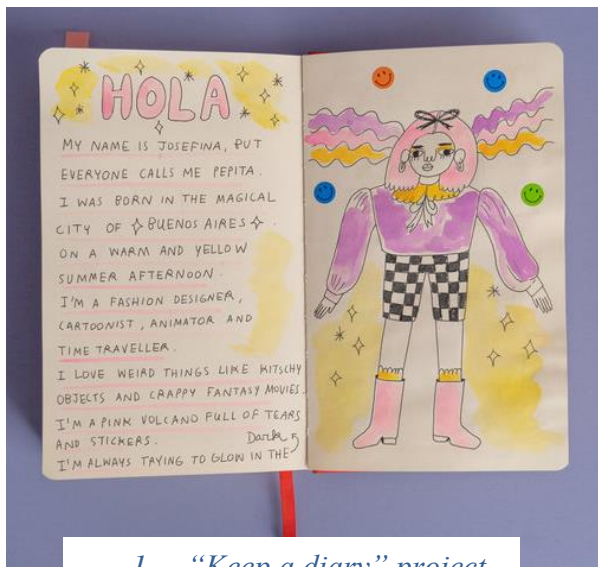 HOLA
MY NAME IS JOSEFINA, BUT
EVERYONE CALLS ME PEPITA.
I WAS BORN IN THE MAGICAL
CITY OF BUENOS AIRES.
ON A WARM AND YELLOW
SUMMER AFTERNOON.
I'M A FASHION DESIGNER,
CARTOONIST, ANIMATOR AND
TIME TRAVELLER.
I LOVE WEIRD THINGS LIKE KITSCHY
OBJECTS AND CRAPPY FANTASY MOVIES.
I'M A PINK VOLCANO FULL OF TEARS
AND STICKERS.
I'M ALWAYS TRYING TO GLOW IN THE
Dark
1. "Keep a diary" project